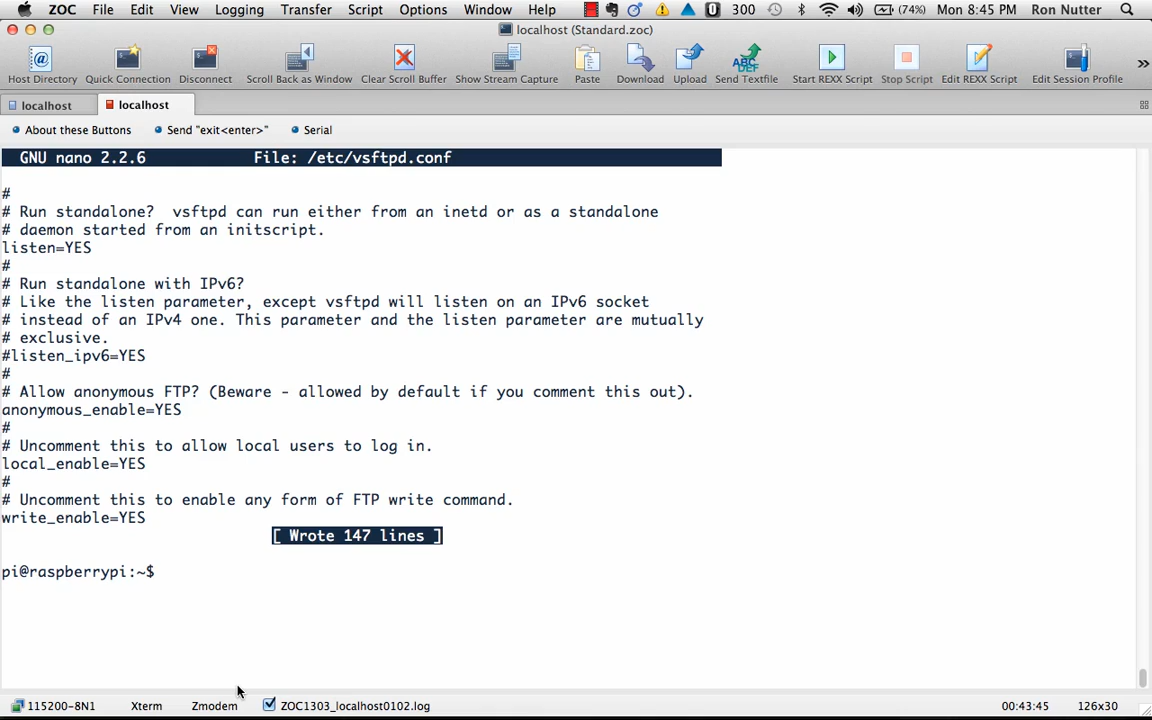 ZOC File Edit View Logging Transfer Script Options Window Help 300 (74%) Mon 8:45 PM Ron Nutter
localhost (Standard.zoc)
Host Directory Quick Connection Disconnect Scroll Back as Window Clear Scroll Buffer Show Stream Capture Paste Download Upload Send Textfile Start REXX Script Stop Script Edit REXX Script Edit Session Profile
localhost localhost
About these Buttons Send "exit<enter>" Serial
GNU nano 2.2.6 File: /etc/vsftpd.conf
#
# Run standalone?  vsftpd can run either from an inetd or as a standalone
# daemon started from an initscript.
listen=YES
#
# Run standalone with IPv6?
# Like the listen parameter, except vsftpd will listen on an IPv6 socket
# instead of an IPv4 one. This parameter and the listen parameter are mutually
# exclusive.
#listen_ipv6=YES
#
# Allow anonymous FTP? (Beware - allowed by default if you comment this out).
anonymous_enable=YES
#
# Uncomment this to allow local users to log in.
local_enable=YES
#
# Uncomment this to enable any form of FTP write command.
write_enable=YES
[ Wrote 147 lines ]
pi@raspberrypi:~$
115200-8N1 Xterm Zmodem ZOC1303_localhost0102.log 00:43:45 126x30